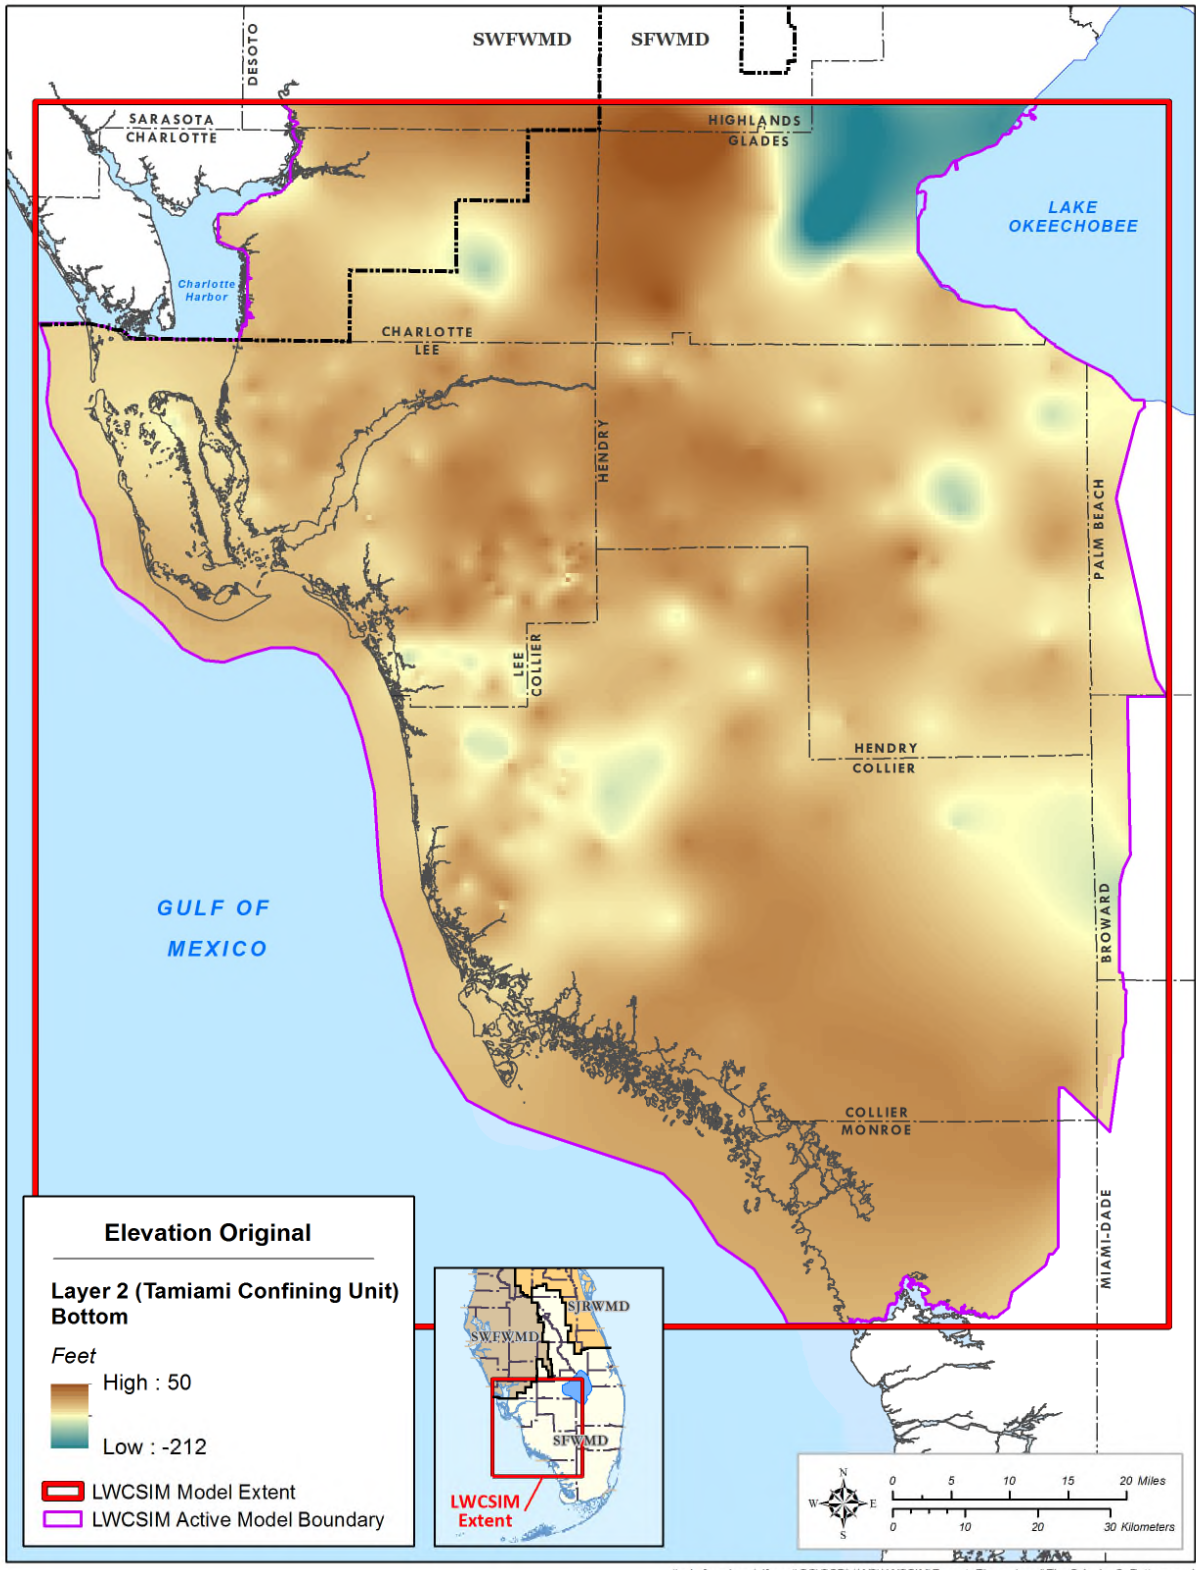 SWFWMD
SFWMD
DESOTO
SARASOTA
CHARLOTTE
HIGHLANDS
GLADES
LAKE
OKEECHOBEE
Charlotte
Harbor
CHARLOTTE
LEE
HENDRY
PALM BEACH
LEE
COLLIER
HENDRY
COLLIER
GULF OF
MEXICO
BROWARD
COLLIER
MONROE
MIAMI-DADE
Elevation Original
Layer 2 (Tamiami Confining Unit)
Bottom
Feet
High : 50
Low : -212
LWCSIM Model Extent
LWCSIM Active Model Boundary
SJRWMD
SWFWMD
SFWMD
LWCSIM
Extent
N
W E
S
0 5 10 15 20 Miles
0 10 20 30 Kilometers